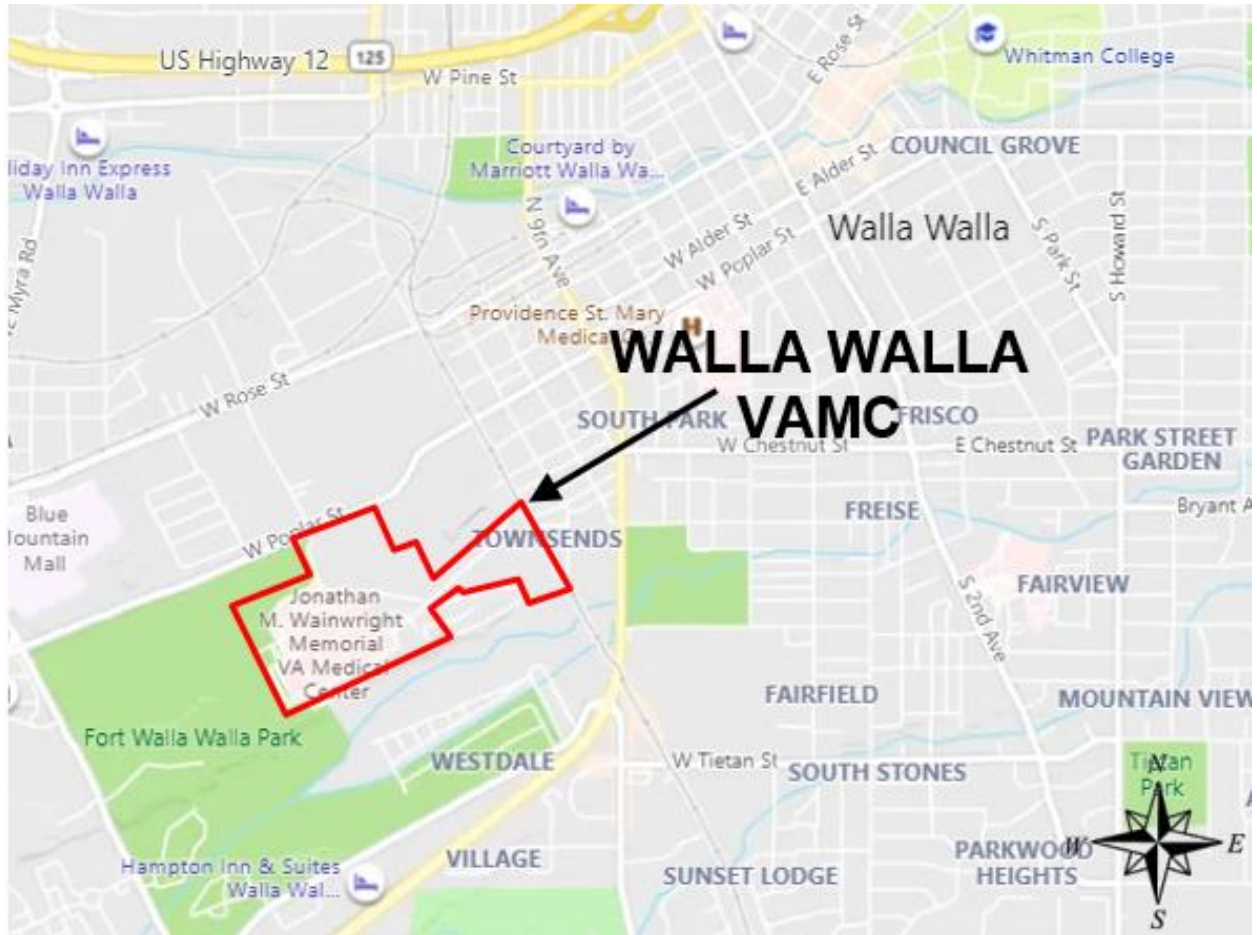 US Highway 12
125
W Pine St
E Rose St
Whitman College
liday Inn Express
Walla Walla
Courtyard by
Marriott Walla Wa...
COUNCIL GROVE
E Alder St
N 9th Ave
W Alder St
W Poplar St
Walla Walla
S Park St
S Howard St
Myra Rd
Providence St. Mary
Medical
H
WALLA WALLA
VAMC
W Rose St
SOUTH PARK
FRISCO
W Chestnut St
E Chestnut St
PARK STREET
GARDEN
Blue
ountain
Mall
W Poplar St
TOWNSENDS
FREISE
Bryant A
Jonathan
M. Wainwright
Memorial
VA Medical
Center
FAIRVIEW
S 2nd Ave
FAIRFIELD
MOUNTAIN VIEW
Fort Walla Walla Park
WESTDALE
W Tietan St
SOUTH STONES
Tietan
Park
N
W
E
S
Hampton Inn & Suites
Walla Wal...
VILLAGE
SUNSET LODGE
PARKWOOD
HEIGHTS